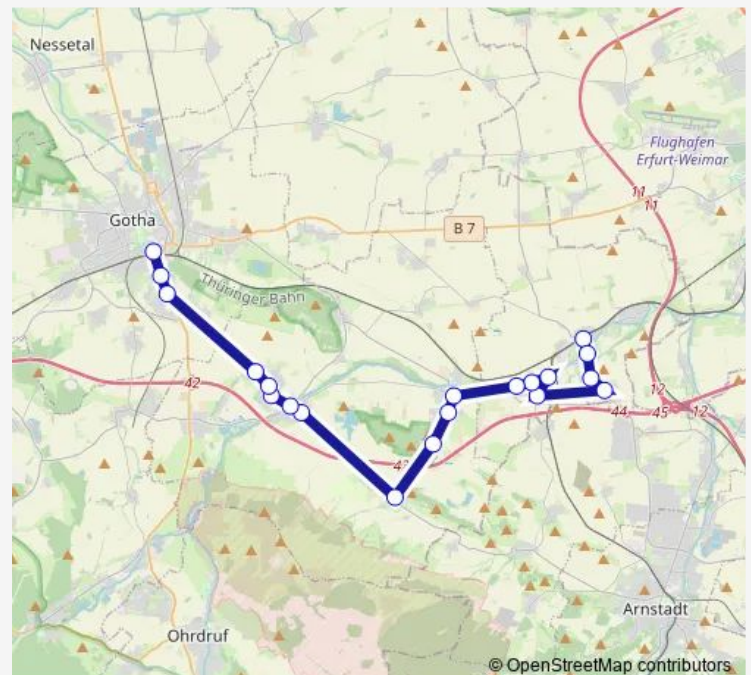 Nessetal
Flughafen
Erfurt-Weimar
11
11
Gotha
B 7
Thüringer Bahn
42
12
44
45
12
Arnstadt
Ohrdruf
© OpenStreetMap contributors